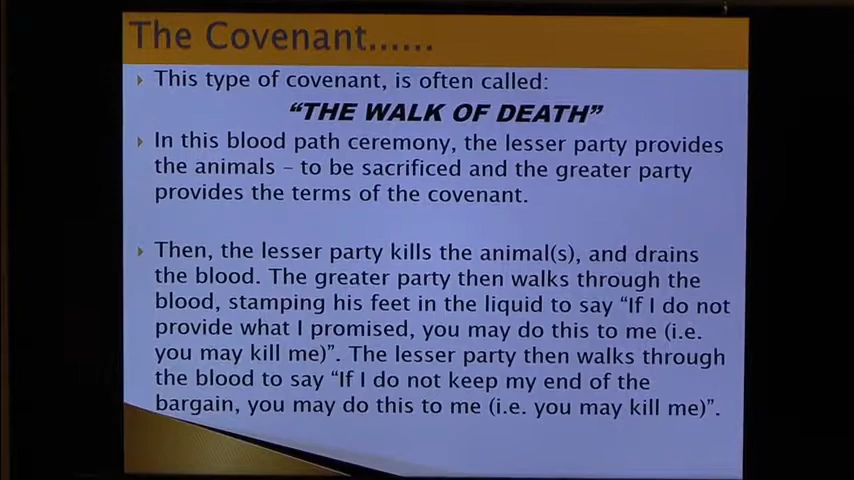 The Covenant......
This type of covenant, is often called:
“THE WALK OF DEATH”
In this blood path ceremony, the lesser party provides
the animals – to be sacrificed and the greater party
provides the terms of the covenant.
Then, the lesser party kills the animal(s), and drains
the blood. The greater party then walks through the
blood, stamping his feet in the liquid to say “If I do not
provide what I promised, you may do this to me (i.e.
you may kill me)”. The lesser party then walks through
the blood to say “If I do not keep my end of the
bargain, you may do this to me (i.e. you may kill me)”.